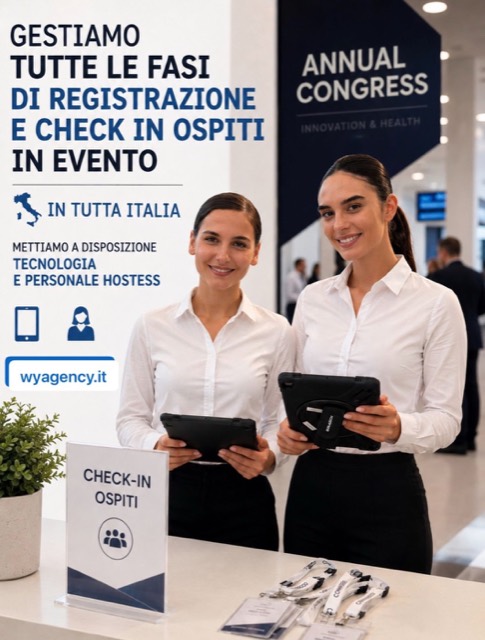 GESTIAMO
TUTTE LE FASI
DI REGISTRAZIONE
E CHECK IN OSPITI
IN EVENTO
IN TUTTA ITALIA
METTIAMO A DISPOSIZIONE
TECNOLOGIA
E PERSONALE HOSTESS
wyagency.it
ANNUAL
CONGRESS
INNOVATION & HEALTH
CHECK-IN
OSPITI